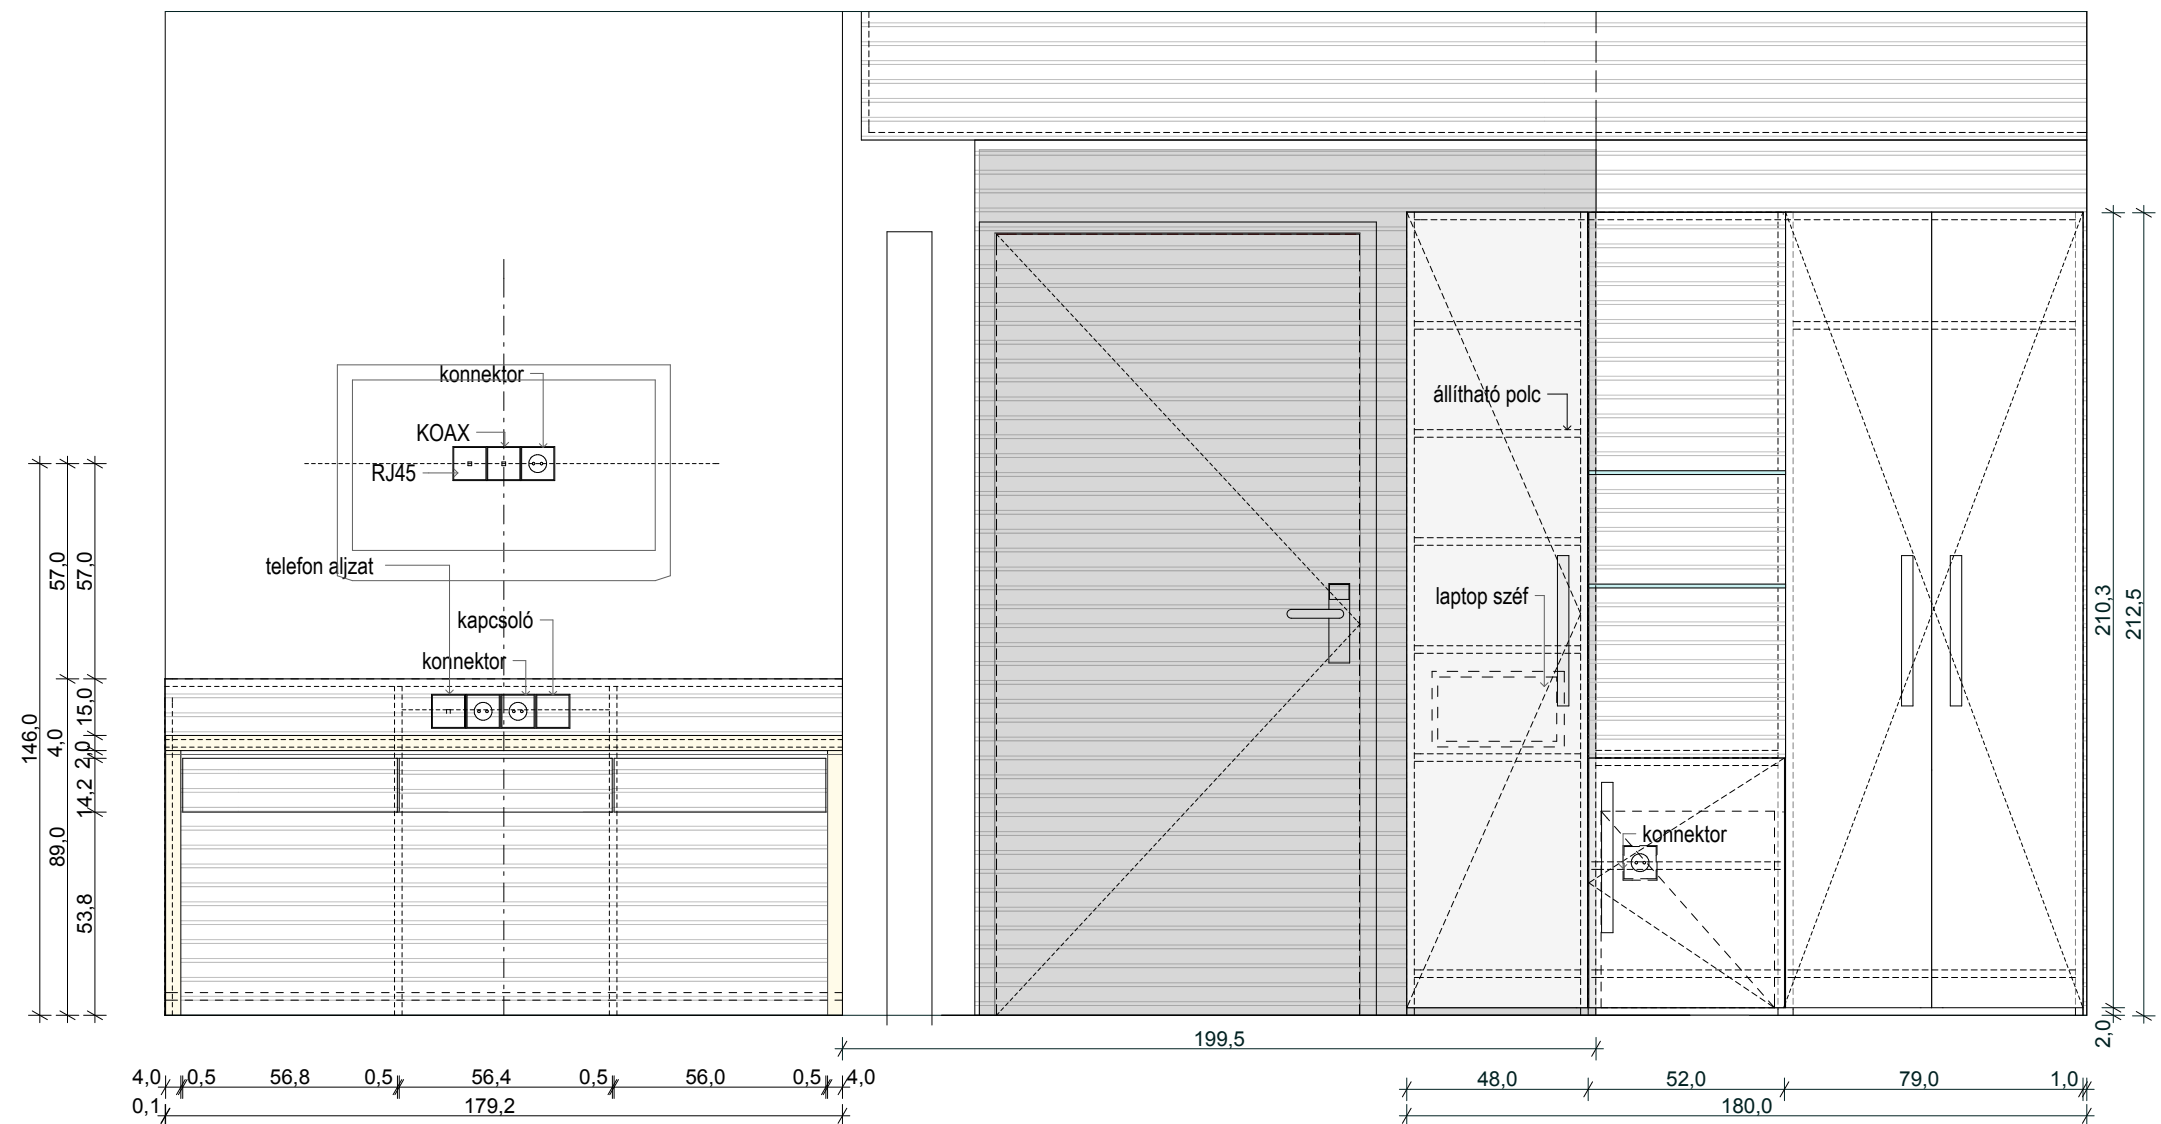 konnektor
KOAX
RJ45
állítható polc
telefon aljzat
kapcsoló
konnektor
laptop széf
konnektor
57,0
57,0
146,0
15,0
4,0
2,0
14,2
89,0
53,8
210,3
212,5
2,0
199,5
4,0 0,5 56,8 0,5 56,4 0,5 56,0 0,5 4,0
0,1 179,2
48,0 52,0 79,0 1,0
180,0